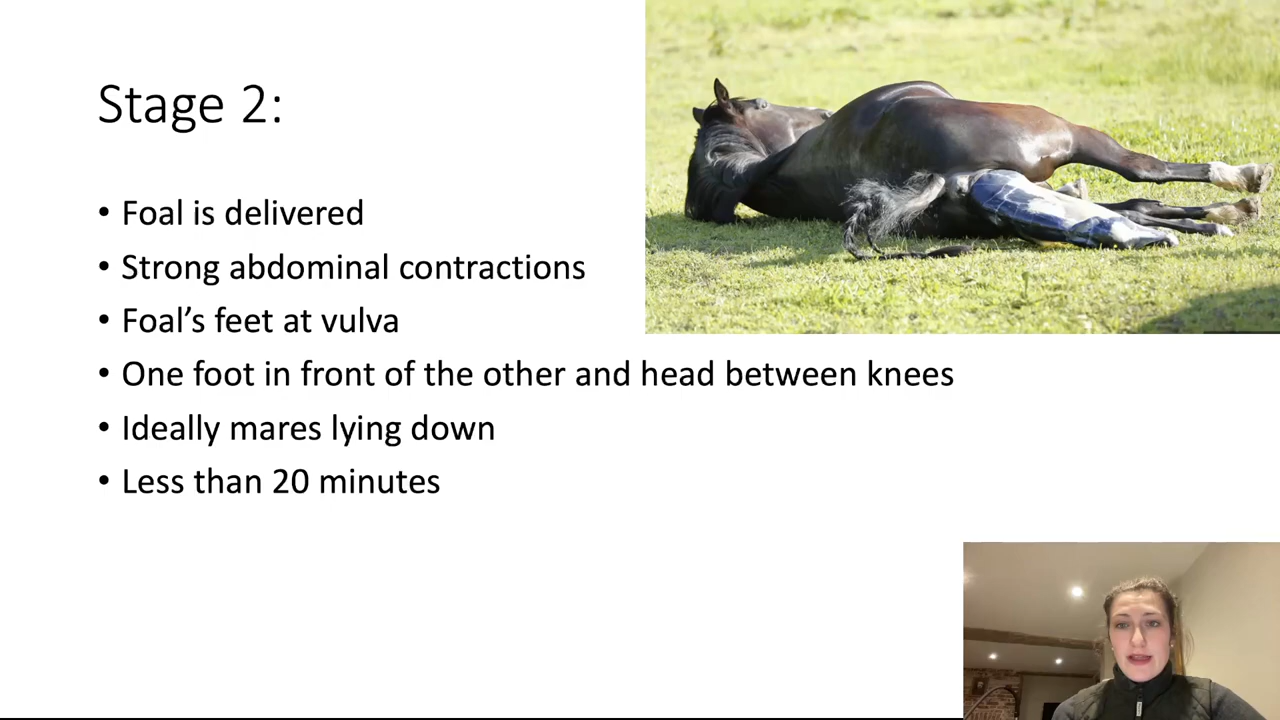 Stage 2:
• Foal is delivered
• Strong abdominal contractions
• Foal’s feet at vulva
• One foot in front of the other and head between knees
• Ideally mares lying down
• Less than 20 minutes